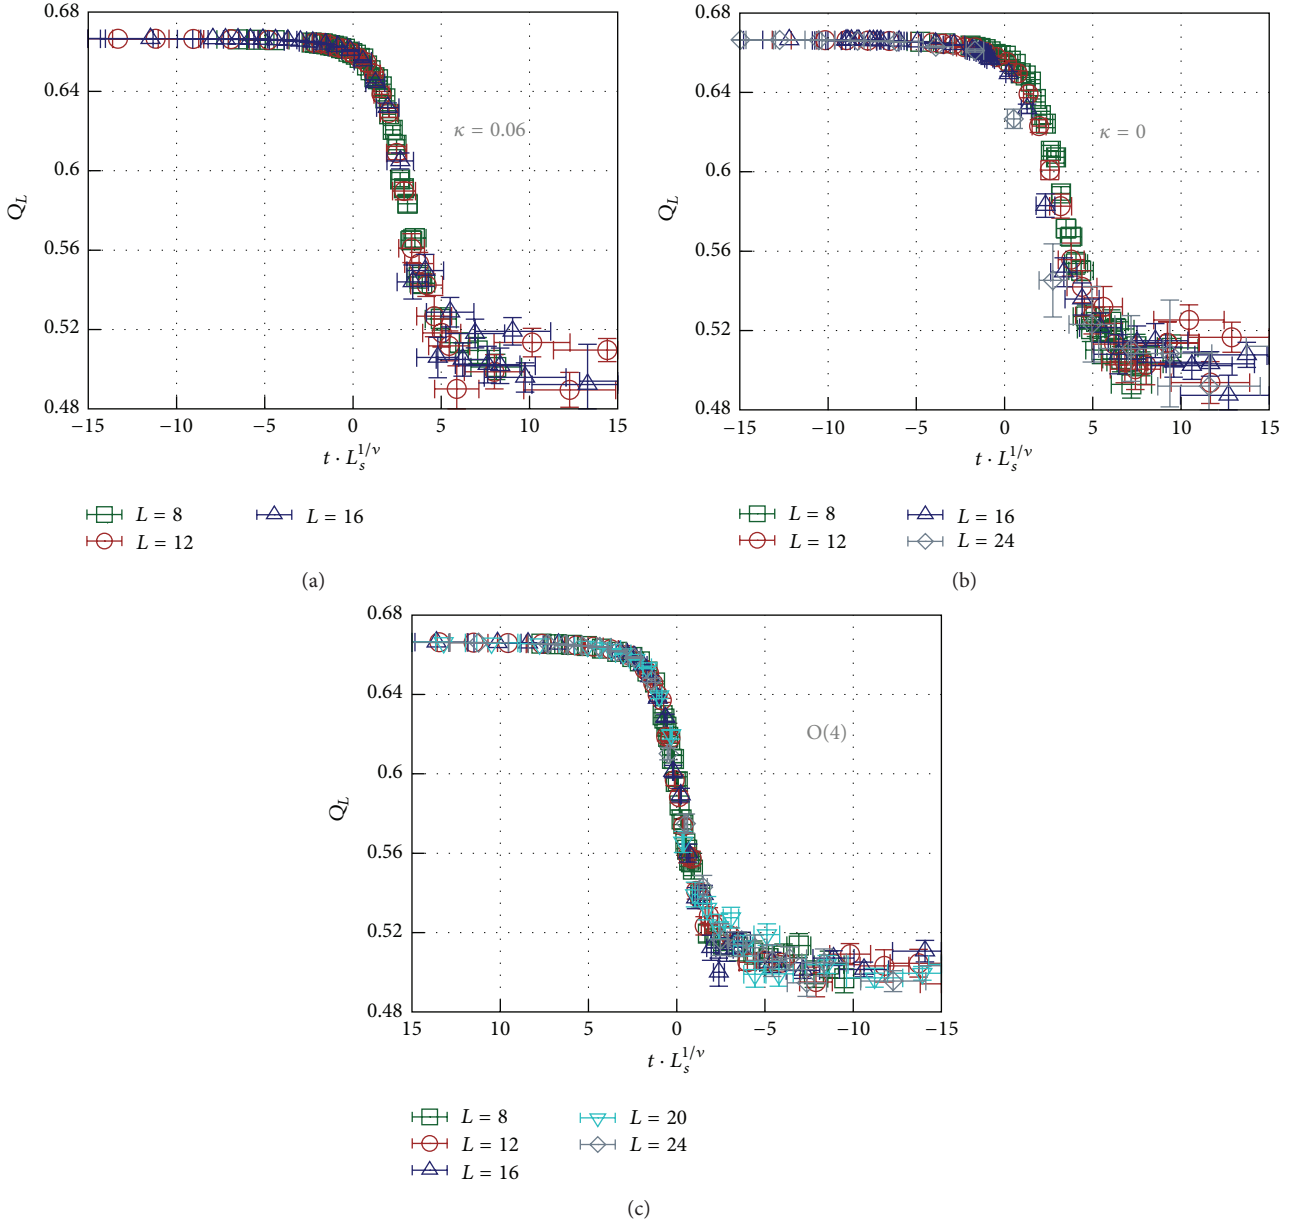 0.68
0.64
0.6
0.56
0.52
0.48
Q_L
κ = 0.06
−15 −10 −5 0 5 10 15
t · L_s^{1/ν}
L = 8
L = 16
L = 12
(a)
0.68
0.64
0.6
0.56
0.52
0.48
Q_L
κ = 0
−15 −10 −5 0 5 10 15
t · L_s^{1/ν}
L = 8
L = 16
L = 12
L = 24
(b)
0.68
0.64
0.6
0.56
0.52
0.48
Q_L
O(4)
15 10 5 0 −5 −10 −15
t · L_s^{1/ν}
L = 8
L = 20
L = 12
L = 24
L = 16
(c)